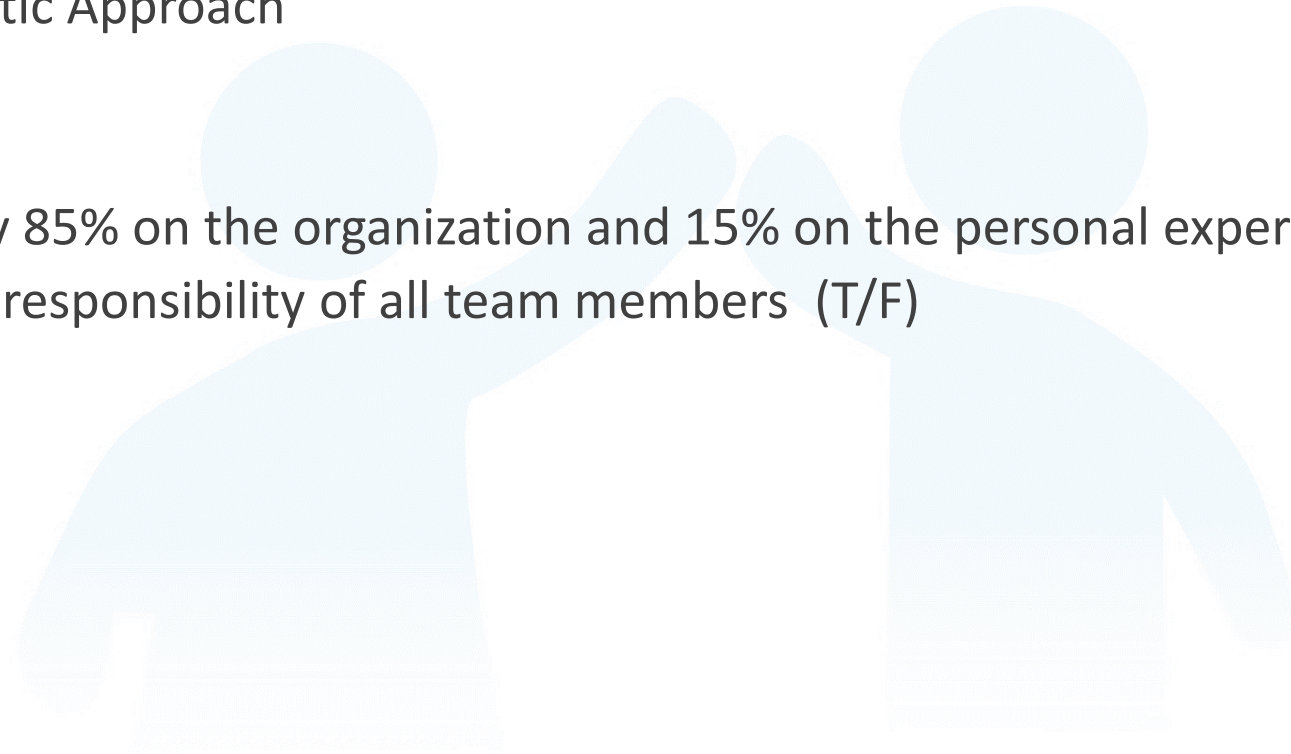 tic Approach
y 85% on the organization and 15% on the personal exper
responsibility of all team members (T/F)